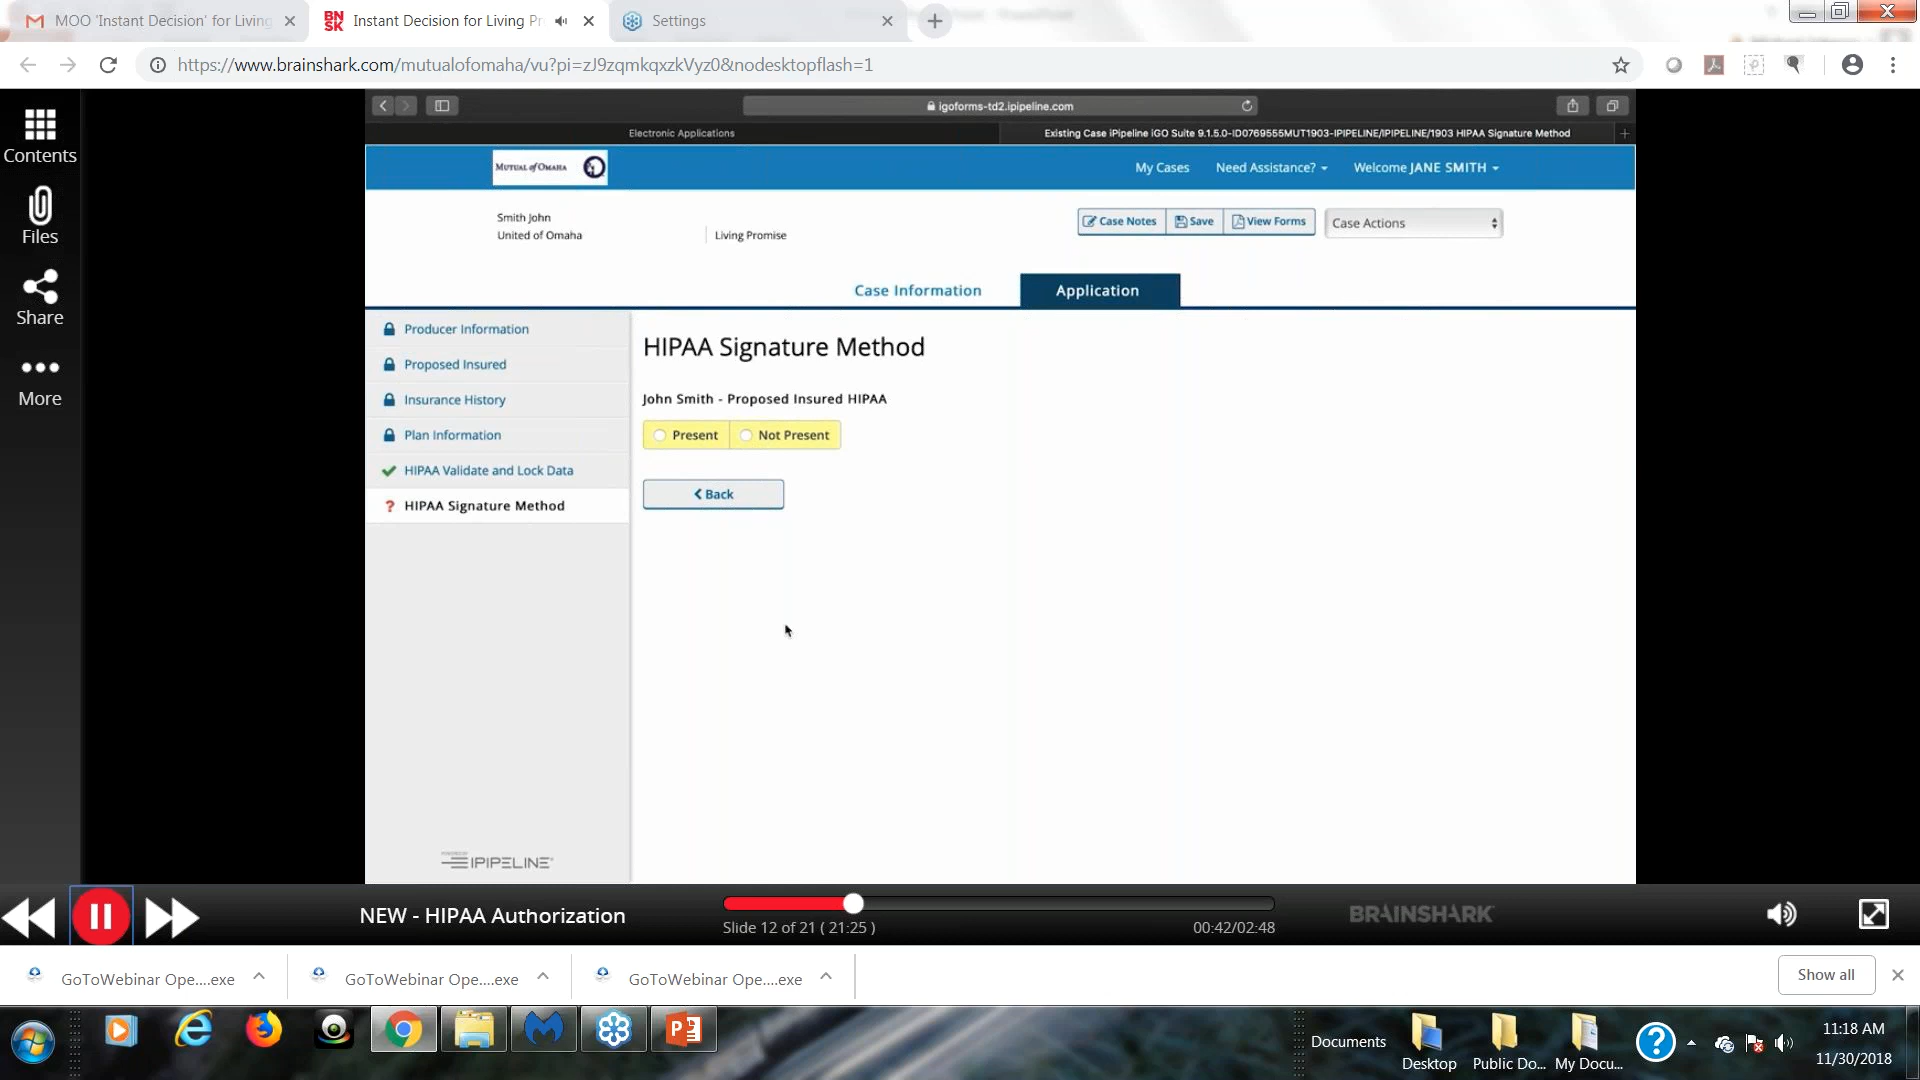 MOO 'Instant Decision' for Living
BN
SK
Instant Decision for Living Pr
Settings
https://www.brainshark.com/mutualofomaha/vu?pi=zJ9zqmkqxzkVyz0&nodesktopflash=1
Contents
Files
Share
More
igoforms-td2.ipipeline.com
Electronic Applications
Existing Case iPipeline iGO Suite 9.1.5.0-ID0769555MUT1903-IPIPELINE/IPIPELINE/1903 HIPAA Signature Method
MUTUAL of OMAHA
My Cases
Need Assistance?
Welcome JANE SMITH
Smith John
United of Omaha
Living Promise
Case Notes
Save
View Forms
Case Actions
Case Information
Application
Producer Information
Proposed Insured
Insurance History
Plan Information
HIPAA Validate and Lock Data
? HIPAA Signature Method
HIPAA Signature Method
John Smith - Proposed Insured HIPAA
Present
Not Present
Back
IPIPELINE
NEW - HIPAA Authorization
Slide 12 of 21 ( 21:25 )
00:42/02:48
BRAINSHARK
GoToWebinar Ope....exe
GoToWebinar Ope....exe
GoToWebinar Ope....exe
Show all
Documents
Desktop
Public Do...
My Docu...
11:18 AM
11/30/2018